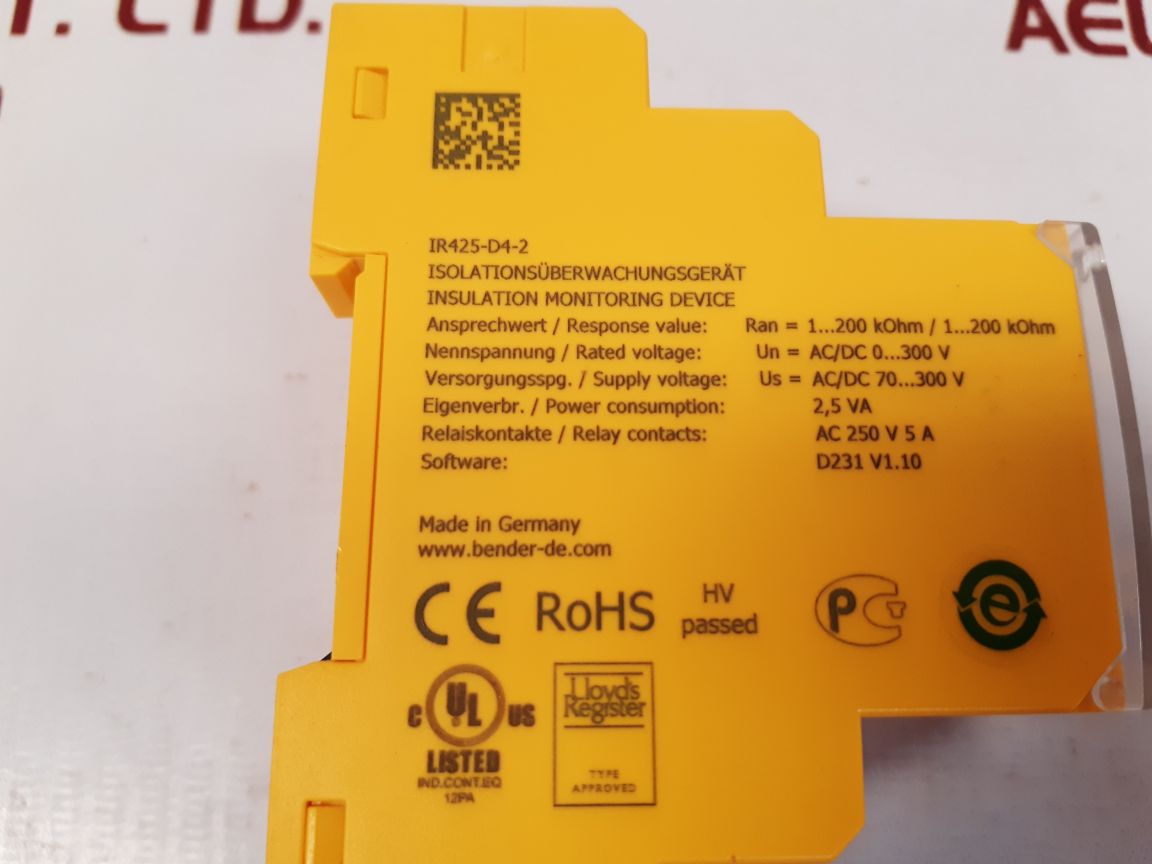 T. LTD.
IR425-D4-2
ISOLATIONSÜBERWACHUNGSGERÄT
INSULATION MONITORING DEVICE
Ansprechwert / Response value: Ran = 1...200 kOhm / 1...200 kOhm
Nennspannung / Rated voltage: Un = AC/DC 0...300 V
Versorgungsspg. / Supply voltage: Us = AC/DC 70...300 V
Eigenverbr. / Power consumption: 2,5 VA
Relaiskontakte / Relay contacts: AC 250 V 5 A
Software: D231 V1.10
Made in Germany
www.bender-de.com
CE RoHS HV passed PCT e
C UL US
LISTED
IND.CONT.EQ
12PA
Lloyd's
Register
TYPE
APPROVED